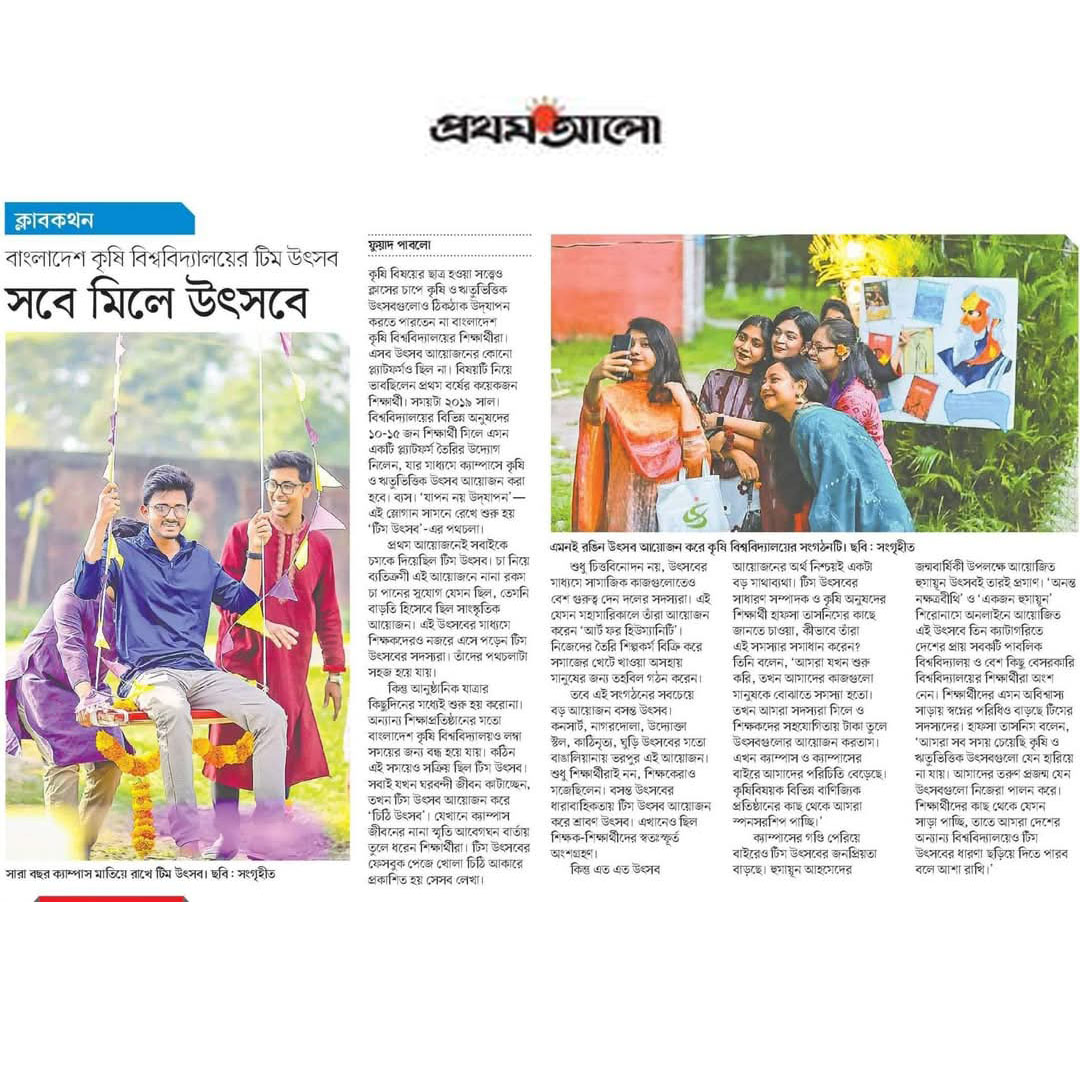 প্রথম আলো
ক্লাবকথন
বাংলাদেশ কৃষি বিশ্ববিদ্যালয়ের টিম উৎসব
সবে মিলে উৎসবে
সারা বছর ক্যাম্পাস মাতিয়ে রাখে টিম উৎসব। ছবি : সংগৃহীত
ফুয়াদ পাবলো
কৃষি বিষয়ের ছাত্র হওয়া সত্ত্বেও
ক্লাসের চাপে কৃষি ও ঋতুভিত্তিক
উৎসবগুলোও ঠিকঠাক উদ্‌যাপন
করতে পারতেন না বাংলাদেশ
কৃষি বিশ্ববিদ্যালয়ের শিক্ষার্থীরা।
এসব উৎসব আয়োজনের কোনো
প্ল্যাটফর্মও ছিল না। বিষয়টি নিয়ে
ভাবছিলেন প্রথম বর্ষের কয়েকজন
শিক্ষার্থী। সময়টা ২০১৯ সাল।
বিশ্ববিদ্যালয়ের বিভিন্ন অনুষদের
১০-১৫ জন শিক্ষার্থী মিলে এমন
একটি প্ল্যাটফর্ম তৈরির উদ্যোগ
নিলেন, যার মাধ্যমে ক্যাম্পাসে কৃষি
ও ঋতুভিত্তিক উৎসব আয়োজন করা
হবে। ব্যস। ‘যাপন নয় উদ্‌যাপন’—
এই স্লোগান সামনে রেখে শুরু হয়
‘টিম উৎসব’-এর পথচলা।
প্রথম আয়োজনেই সবাইকে
চমকে দিয়েছিল টিম উৎসব। চা নিয়ে
ব্যতিক্রমী এই আয়োজনে নানা রকম
চা পানের সুযোগ যেমন ছিল, তেমনি
বাড়তি হিসেবে ছিল সাংস্কৃতিক
আয়োজন। এই উৎসবের মাধ্যমে
শিক্ষকদেরও নজরে এসে পড়েন টিম
উৎসবের সদস্যরা। তাঁদের পথচলাটা
সহজ হয়ে যায়।
কিন্তু আনুষ্ঠানিক যাত্রার
কিছুদিনের মধ্যেই শুরু হয় করোনা।
অন্যান্য শিক্ষাপ্রতিষ্ঠানের মতো
বাংলাদেশ কৃষি বিশ্ববিদ্যালয়ও লম্বা
সময়ের জন্য বন্ধ হয়ে যায়। কঠিন
এই সময়েও সক্রিয় ছিল টিম উৎসব।
সবাই যখন ঘরবন্দী জীবন কাটাচ্ছেন,
তখন টিম উৎসব আয়োজন করে
‘চিঠি উৎসব’। যেখানে ক্যাম্পাস
জীবনের নানা স্মৃতি আবেগঘন বার্তায়
তুলে ধরেন শিক্ষার্থীরা। টিম উৎসবের
ফেসবুক পেজে খোলা চিঠি আকারে
প্রকাশিত হয় সেসব লেখা।
এমনই রঙিন উৎসব আয়োজন করে কৃষি বিশ্ববিদ্যালয়ের সংগঠনটি। ছবি : সংগৃহীত
শুধু চিত্তবিনোদন নয়, উৎসবের
মাধ্যমে সামাজিক কাজগুলোতেও
বেশ গুরুত্ব দেন দলের সদস্যরা। এই
যেমন মহামারিকালে তাঁরা আয়োজন
করেন ‘আর্ট ফর হিউম্যানিটি’।
নিজেদের তৈরি শিল্পকর্ম বিক্রি করে
সমাজের খেটে খাওয়া অসহায়
মানুষের জন্য তহবিল গঠন করেন।
তবে এই সংগঠনের সবচেয়ে
বড় আয়োজন বসন্ত উৎসব।
কনসার্ট, নাগরদোলা, উদ্যোক্তা
স্টল, কাঠিনৃত্য, ঘুড়ি উৎসবের মতো
বাঙালিয়ানায় ভরপুর এই আয়োজন।
শুধু শিক্ষার্থীরাই নন, শিক্ষকেরাও
মজেছিলেন। বসন্ত উৎসবের
ধারাবাহিকতায় টিম উৎসব আয়োজন
করে শ্রাবণ উৎসব। এখানেও ছিল
শিক্ষক-শিক্ষার্থীদের স্বতঃস্ফূর্ত
অংশগ্রহণ।
কিন্তু এত এত উৎসব
আয়োজনের অর্থ নিশ্চয়ই একটা
বড় মাথাব্যথা। টিম উৎসবের
সাধারণ সম্পাদক ও কৃষি অনুষদের
শিক্ষার্থী হাফসা তাসনিমের কাছে
জানতে চাওয়া, কীভাবে তাঁরা
এই সমস্যার সমাধান করেন?
তিনি বলেন, ‘আমরা যখন শুরু
করি, তখন আমাদের কাজগুলো
মানুষকে বোঝাতে সমস্যা হতো।
তখন আমরা সদস্যরা মিলে ও
শিক্ষকদের সহযোগিতায় টাকা তুলে
উৎসবগুলোর আয়োজন করতাম।
এখন ক্যাম্পাস ও ক্যাম্পাসের
বাইরে আমাদের পরিচিতি বেড়েছে।
কৃষিবিষয়ক বিভিন্ন বাণিজ্যিক
প্রতিষ্ঠানের কাছ থেকে আমরা
স্পনসরশিপ পাচ্ছি।’
ক্যাম্পাসের গণ্ডি পেরিয়ে
বাইরেও টিম উৎসবের জনপ্রিয়তা
বাড়ছে। হুমায়ূন আহমেদের
জন্মবার্ষিকী উপলক্ষে আয়োজিত
হুমায়ূন উৎসবই তারই প্রমাণ। ‘অনন্ত
নক্ষত্রবীথি’ ও ‘একজন হুমায়ূন’
শিরোনামে অনলাইনে আয়োজিত
এই উৎসবে তিন ক্যাটাগরিতে
দেশের প্রায় সবকটি পাবলিক
বিশ্ববিদ্যালয় ও বেশ কিছু বেসরকারি
বিশ্ববিদ্যালয়ের শিক্ষার্থীরা অংশ
নেন। শিক্ষার্থীদের এমন অবিশ্বাস্য
সাড়ায় স্বপ্নের পরিধিও বাড়ছে টিমের
সদস্যদের। হাফসা তাসনিম বলেন,
‘আমরা সব সময় চেয়েছি কৃষি ও
ঋতুভিত্তিক উৎসবগুলো যেন হারিয়ে
না যায়। আমাদের তরুণ প্রজন্ম যেন
উৎসবগুলো নিজেরা পালন করে।
শিক্ষার্থীদের কাছ থেকে যেমন
সাড়া পাচ্ছি, তাতে আমরা দেশের
অন্যান্য বিশ্ববিদ্যালয়েও টিম
উৎসবের ধারণা ছড়িয়ে দিতে পারব
বলে আশা রাখি।’